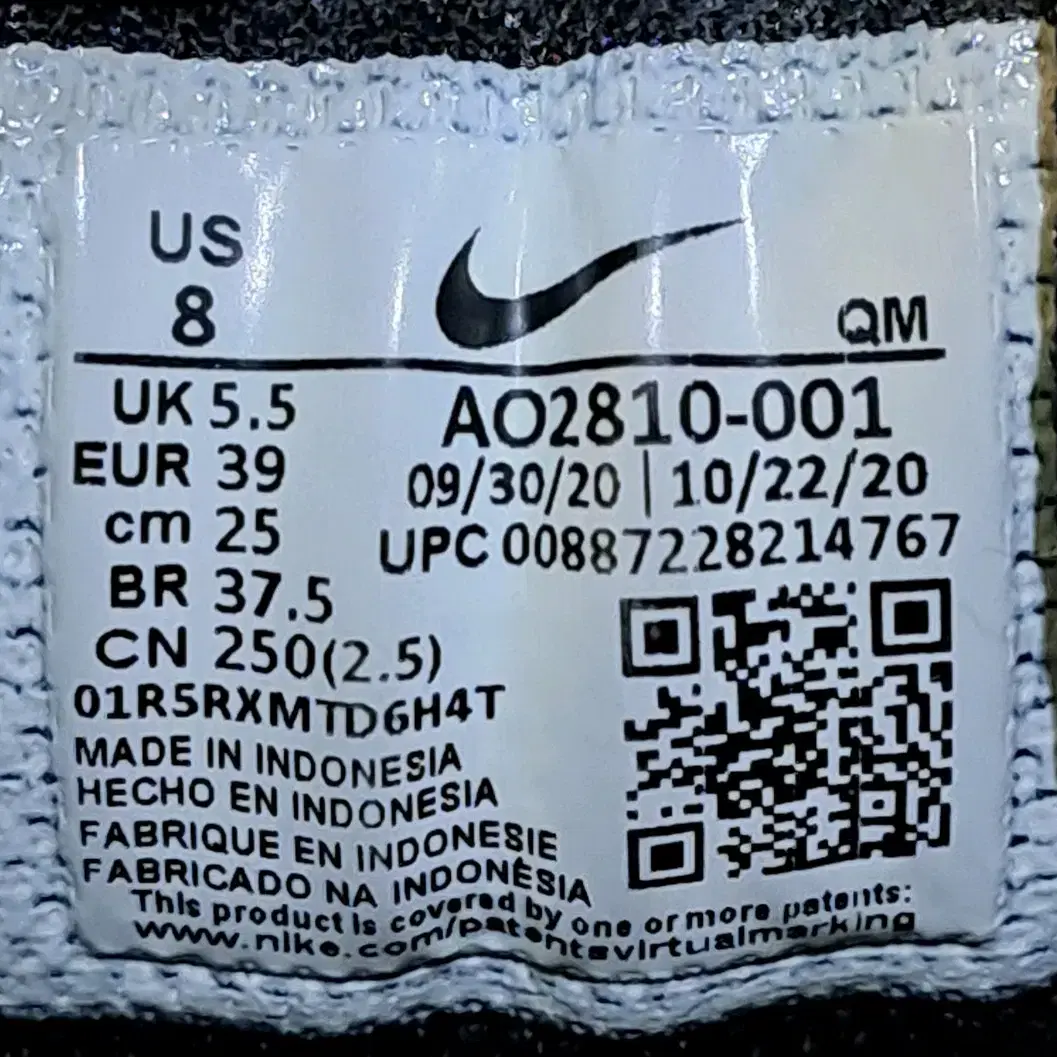 US
8
QM
UK 5.5
EUR 39
cm 25
BR 37.5
CN 250(2.5)
AO2810-001
09/30/20 | 10/22/20
UPC 00887228214767
01R5RXMTD6H4T
MADE IN INDONESIA
HECHO EN INDONESIA
FABRIQUE EN INDONESIE
FABRICADO NA INDONÉSIA
This product is covered by one or more patents:
www.nike.com/patentsvirtualmarking